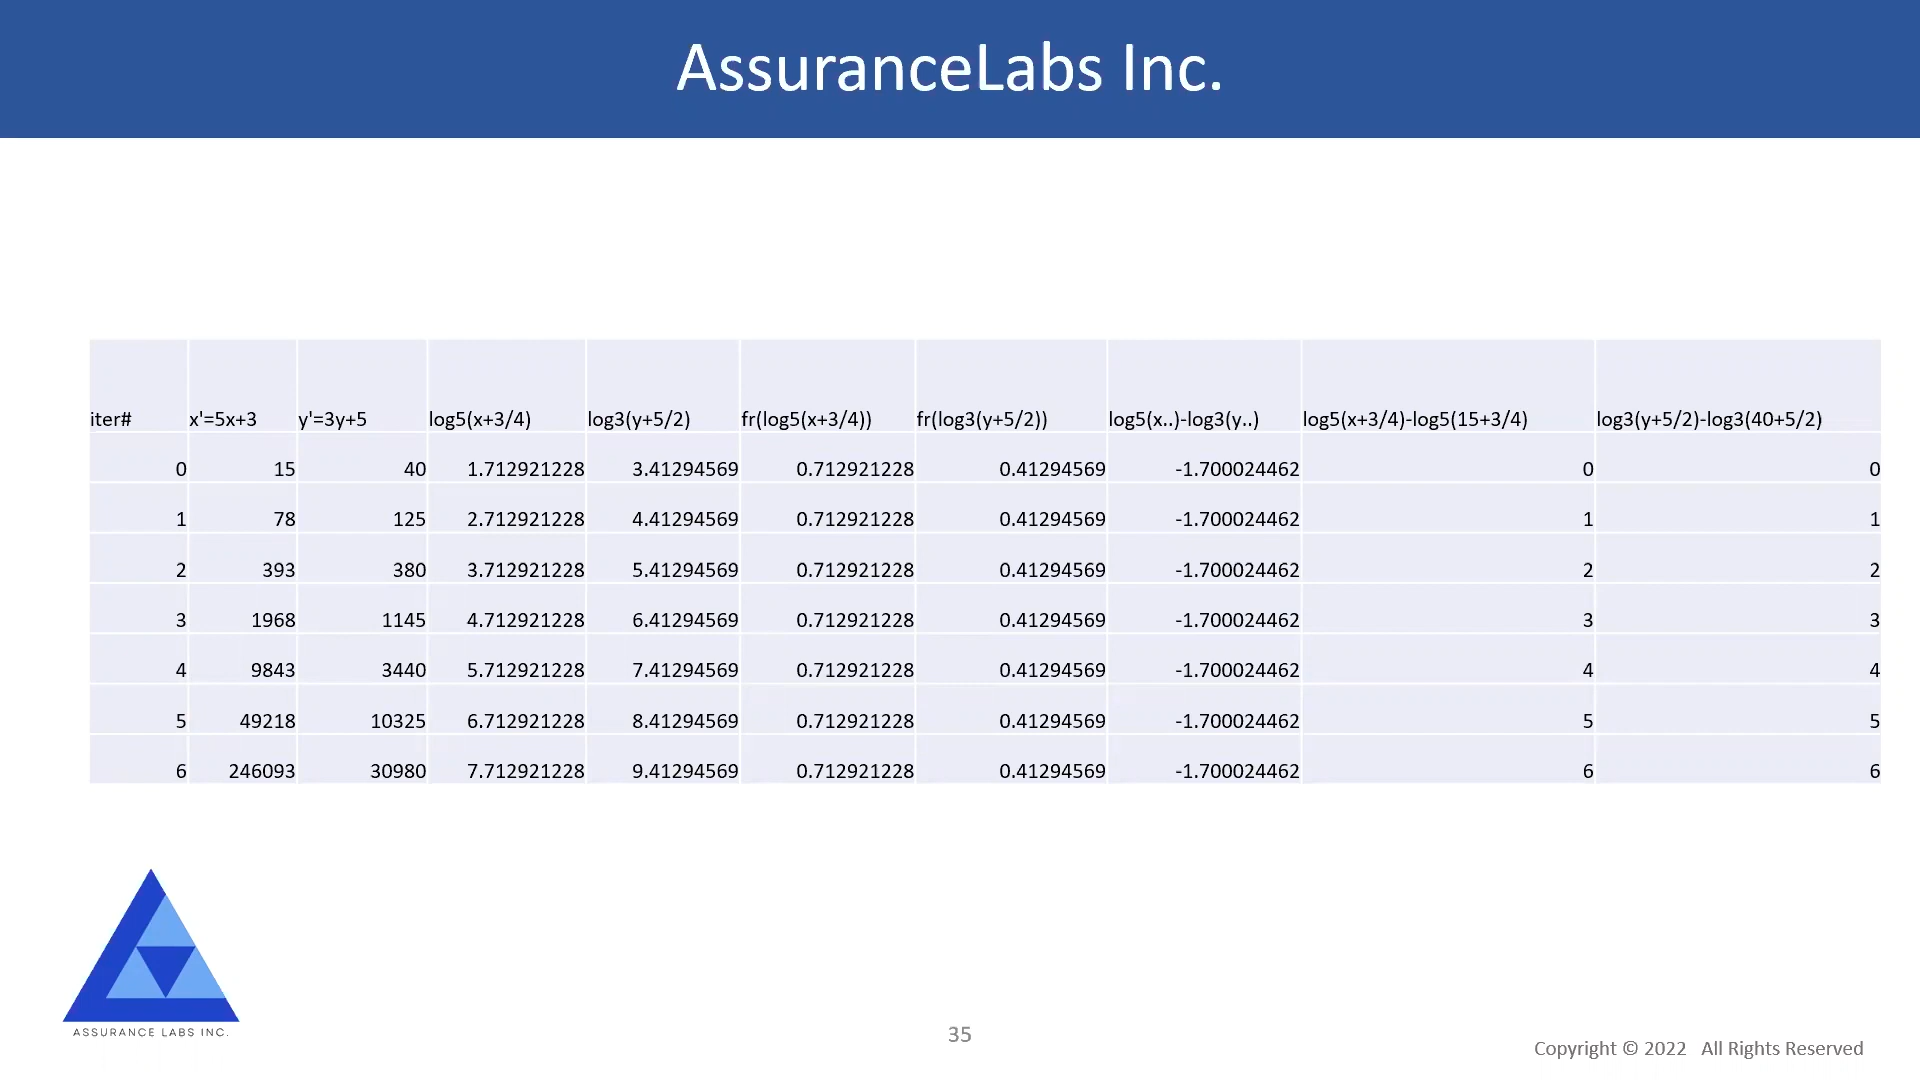 AssuranceLabs Inc.
iter# x'=5x+3 y'=3y+5 log5(x+3/4) log3(y+5/2) fr(log5(x+3/4)) fr(log3(y+5/2)) log5(x..)-log3(y..) log5(x+3/4)-log5(15+3/4) log3(y+5/2)-log3(40+5/2)
0 15 40 1.712921228 3.41294569 0.712921228 0.41294569 -1.700024462 0 0
1 78 125 2.712921228 4.41294569 0.712921228 0.41294569 -1.700024462 1 1
2 393 380 3.712921228 5.41294569 0.712921228 0.41294569 -1.700024462 2 2
3 1968 1145 4.712921228 6.41294569 0.712921228 0.41294569 -1.700024462 3 3
4 9843 3440 5.712921228 7.41294569 0.712921228 0.41294569 -1.700024462 4 4
5 49218 10325 6.712921228 8.41294569 0.712921228 0.41294569 -1.700024462 5 5
6 246093 30980 7.712921228 9.41294569 0.712921228 0.41294569 -1.700024462 6 6
ASSURANCE LABS INC.
35
Copyright © 2022 All Rights Reserved